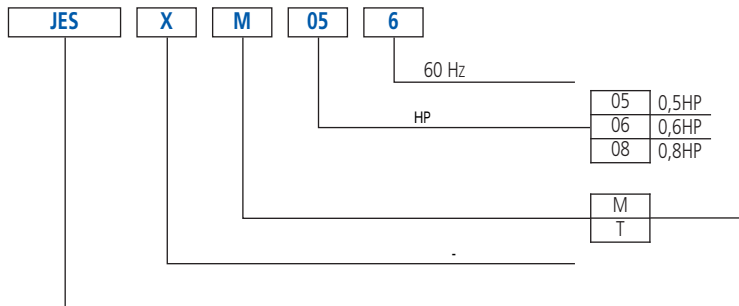 JES X M 05 6
60 Hz
HP
05 0,5HP
06 0,6HP
08 0,8HP
M
T
-